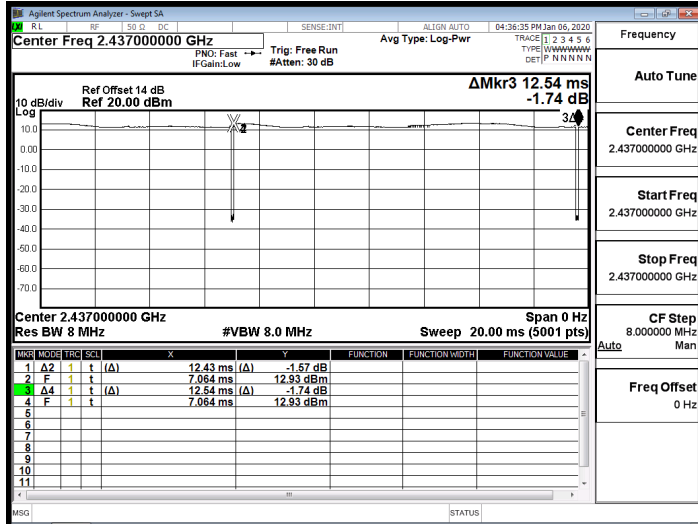 Agilent Spectrum Analyzer - Swept SA
LXI RL RF 50 Ω DC SENSE:INT ALIGN AUTO 04:36:35 PM Jan 06, 2020
Center Freq 2.437000000 GHz
PNO: Fast
IFGain:Low
Trig: Free Run
#Atten: 30 dB
Avg Type: Log-Pwr
TRACE 1 2 3 4 5 6
TYPE WWWWWW
DET P N N N N N
Ref Offset 14 dB
10 dB/div Ref 20.00 dBm
Log
ΔMkr3 12.54 ms
-1.74 dB
10.0
0.00
-10.0
-20.0
-30.0
-40.0
-50.0
-60.0
-70.0
2
3Δ4
Center 2.437000000 GHz Span 0 Hz
Res BW 8 MHz #VBW 8.0 MHz Sweep 20.00 ms (5001 pts)
MKR MODE TRC SCL X Y FUNCTION FUNCTION WIDTH FUNCTION VALUE
1 Δ2 1 t (Δ) 12.43 ms (Δ) -1.57 dB
2 F 1 t 7.064 ms 12.93 dBm
3 Δ4 1 t (Δ) 12.54 ms (Δ) -1.74 dB
4 F 1 t 7.064 ms 12.93 dBm
5
6
7
8
9
10
11
MSG STATUS
Frequency
Auto Tune
Center Freq
2.437000000 GHz
Start Freq
2.437000000 GHz
Stop Freq
2.437000000 GHz
CF Step
8.000000 MHz
Auto Man
Freq Offset
0 Hz